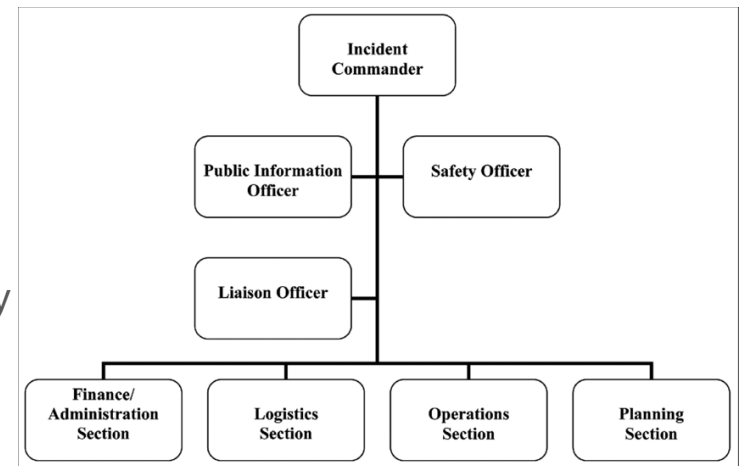 Incident
Commander
Public Information
Officer
Safety Officer
Liaison Officer
y
Finance/
Administration
Section
Logistics
Section
Operations
Section
Planning
Section